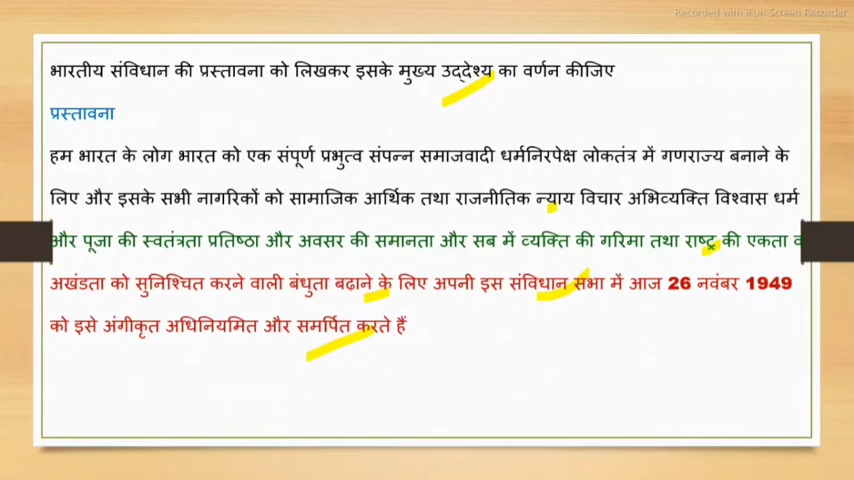 Recorded with iFun Screen Recorder
भारतीय संविधान की प्रस्तावना को लिखकर इसके मुख्य उद्देश्य का वर्णन कीजिए
प्रस्तावना
हम भारत के लोग भारत को एक संपूर्ण प्रभुत्व संपन्न समाजवादी धर्मनिरपेक्ष लोकतंत्र में गणराज्य बनाने के
लिए और इसके सभी नागरिकों को सामाजिक आर्थिक तथा राजनीतिक न्याय विचार अभिव्यक्ति विश्वास धर्म
और पूजा की स्वतंत्रता प्रतिष्ठा और अवसर की समानता और सब में व्यक्ति की गरिमा तथा राष्ट्र की एकता
अखंडता को सुनिश्चित करने वाली बंधुता बढ़ाने के लिए अपनी इस संविधान सभा में आज 26 नवंबर 1949
को इसे अंगीकृत अधिनियमित और समर्पित करते हैं